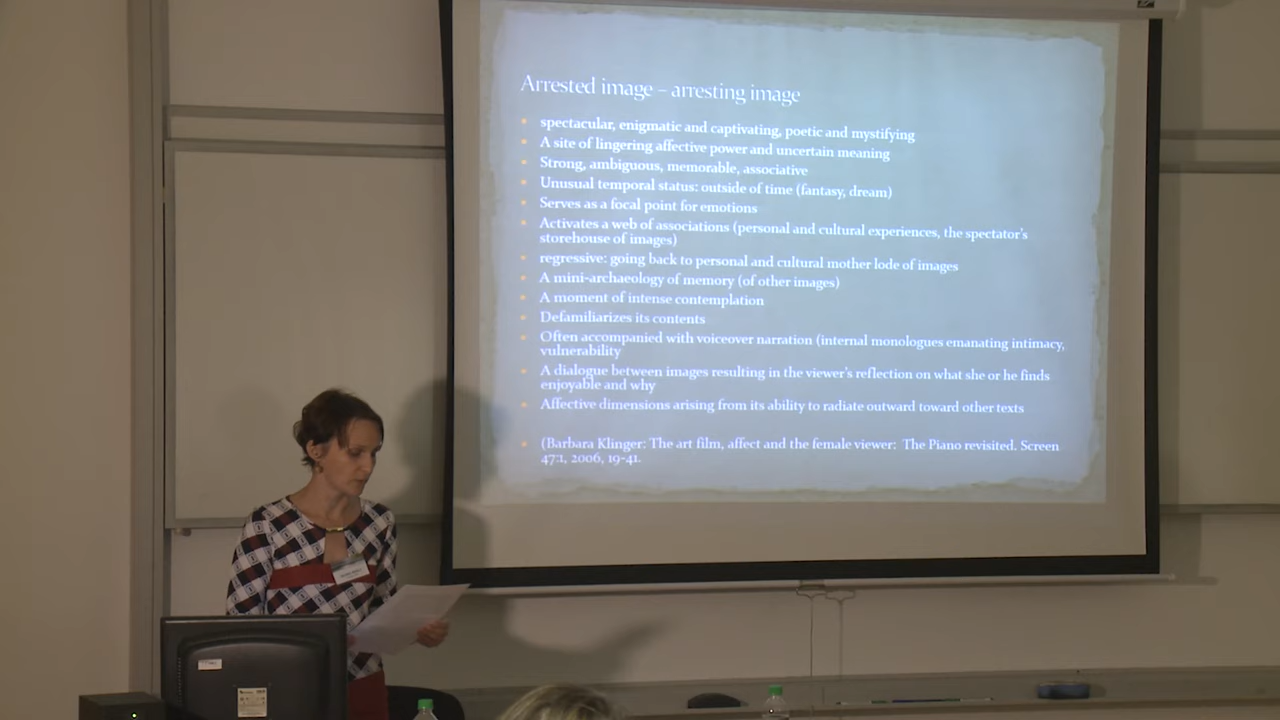 Arrested image – arresting image
spectacular, enigmatic and captivating, poetic and mystifying
A site of lingering affective power and uncertain meaning
Strong, ambiguous, memorable, associative
Unusual temporal status: outside of time (fantasy, dream)
Serves as a focal point for emotions
Activates a web of associations (personal and cultural experiences, the spectator's
storehouse of images)
regressive: going back to personal and cultural mother lode of images
A mini-archaeology of memory (of other images)
A moment of intense contemplation
Defamiliarizes its contents
Often accompanied with voiceover narration (internal monologues emanating intimacy,
vulnerability
A dialogue between images resulting in the viewer's reflection on what she or he finds
enjoyable and why
Affective dimensions arising from its ability to radiate outward toward other texts
(Barbara Klinger: The art film, affect and the female viewer: The Piano revisited. Screen
47:1, 2006, 19-41.